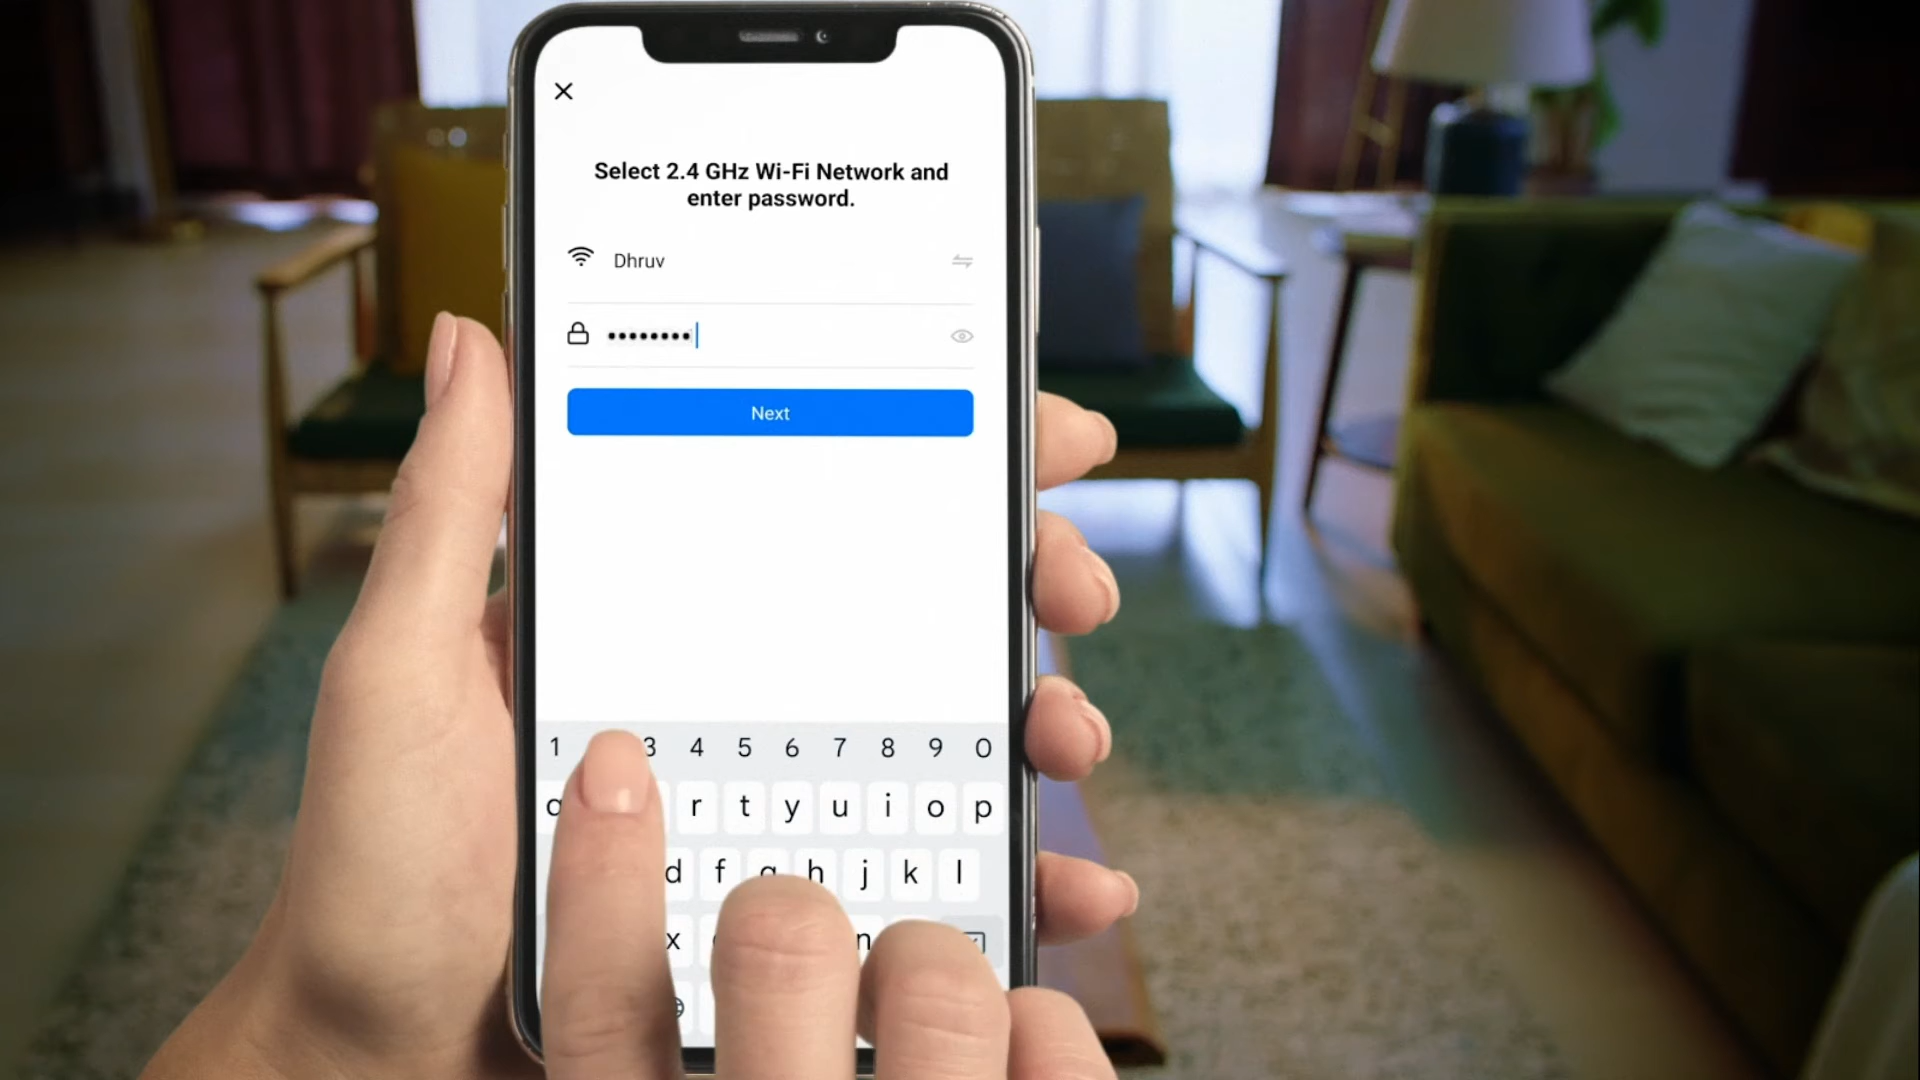 Select 2.4 GHz Wi-Fi Network and
enter password.
Dhruv
••••••••
Next
1 3 4 5 6 7 8 9 0
r t y u i o p
d f g h j k l
x n